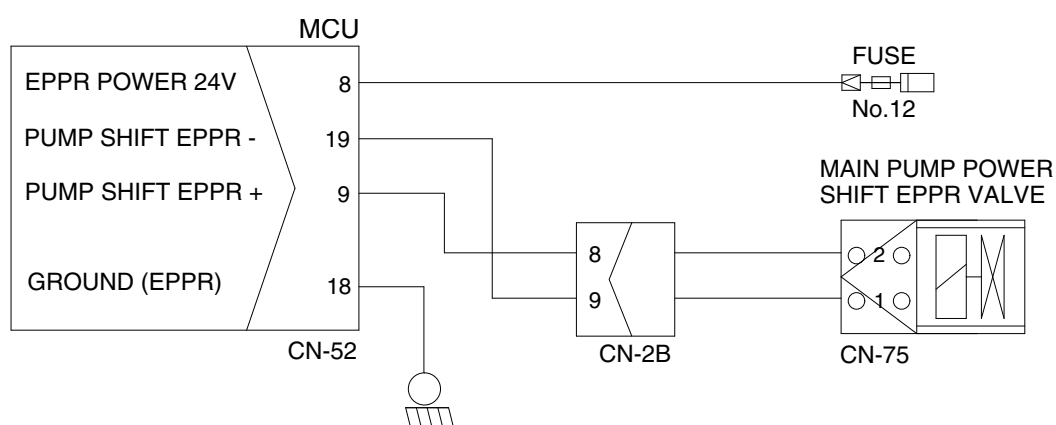 MCU
EPPR POWER 24V
8
FUSE
No.12
PUMP SHIFT EPPR -
19
PUMP SHIFT EPPR +
9
MAIN PUMP POWER
SHIFT EPPR VALVE
8
2
GROUND (EPPR)
18
9
1
CN-52
CN-2B
CN-75